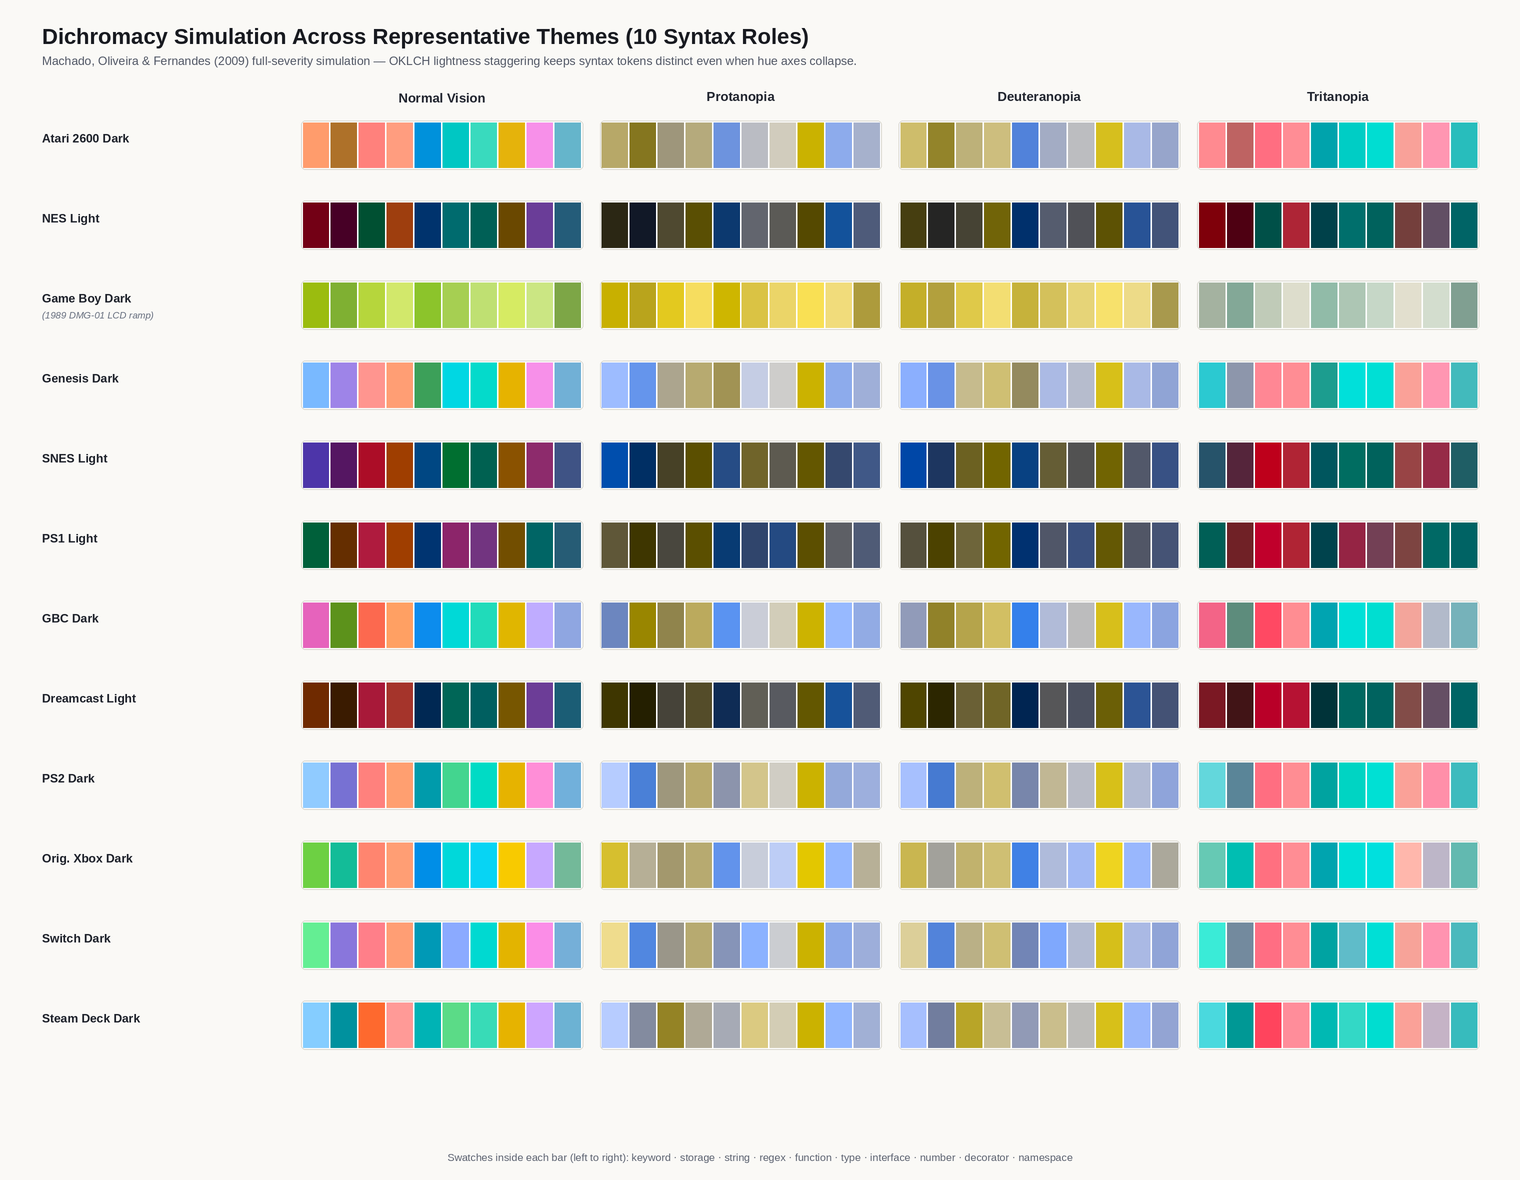 Dichromacy Simulation Across Representative Themes (10 Syntax Roles)
Machado, Oliveira & Fernandes (2009) full-severity simulation — OKLCH lightness staggering keeps syntax tokens distinct even when hue axes collapse.
Normal Vision
Protanopia
Deuteranopia
Tritanopia
Atari 2600 Dark
NES Light
Game Boy Dark
(1989 DMG-01 LCD ramp)
Genesis Dark
SNES Light
PS1 Light
GBC Dark
Dreamcast Light
PS2 Dark
Orig. Xbox Dark
Switch Dark
Steam Deck Dark
Swatches inside each bar (left to right): keyword · storage · string · regex · function · type · interface · number · decorator · namespace